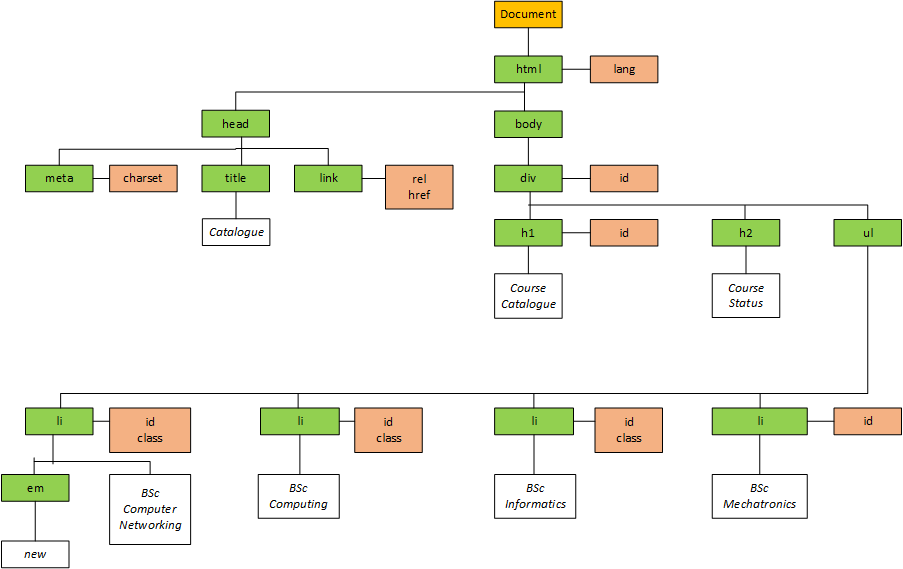 Document
html
lang
head
body
meta
charset
title
link
rel
href
div
id
Catalogue
h1
id
h2
ul
Course
Catalogue
Course
Status
li
id
class
li
id
class
li
id
class
li
id
em
BSc
Computer
Networking
BSc
Computing
BSc
Informatics
BSc
Mechatronics
new